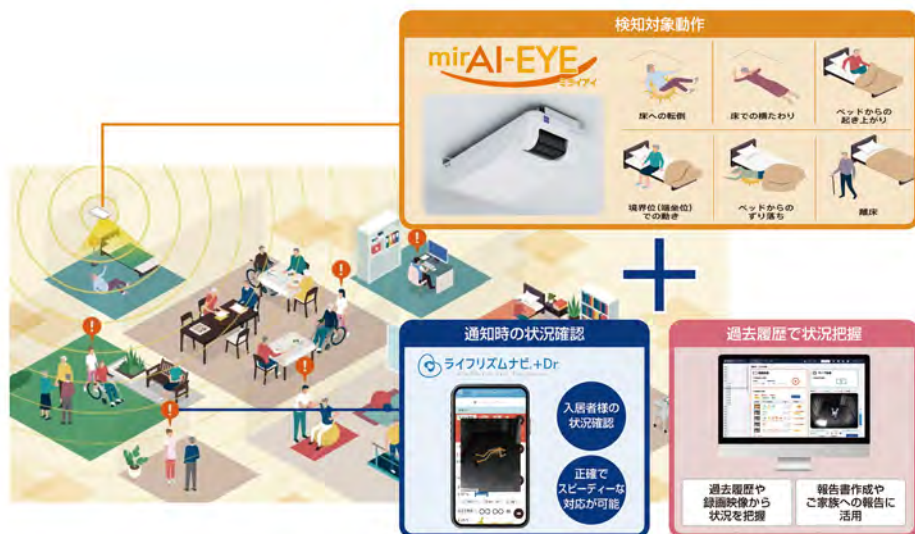 検知対象動作
mirAI-EYE
ミライアイ
床への転倒
床での横たわり
ベッドからの
起き上がり
境界位(端坐位)
での動き
ベッドからの
ずり落ち
離床
!
!
!
!
!
+
通知時の状況確認
ライフリズムナビ+Dr.
入居者様の
状況確認
正確で
スピーディーな
対応が可能
過去履歴で状況把握
過去履歴や
録画映像から
状況を把握
報告書作成や
ご家族への報告に
活用